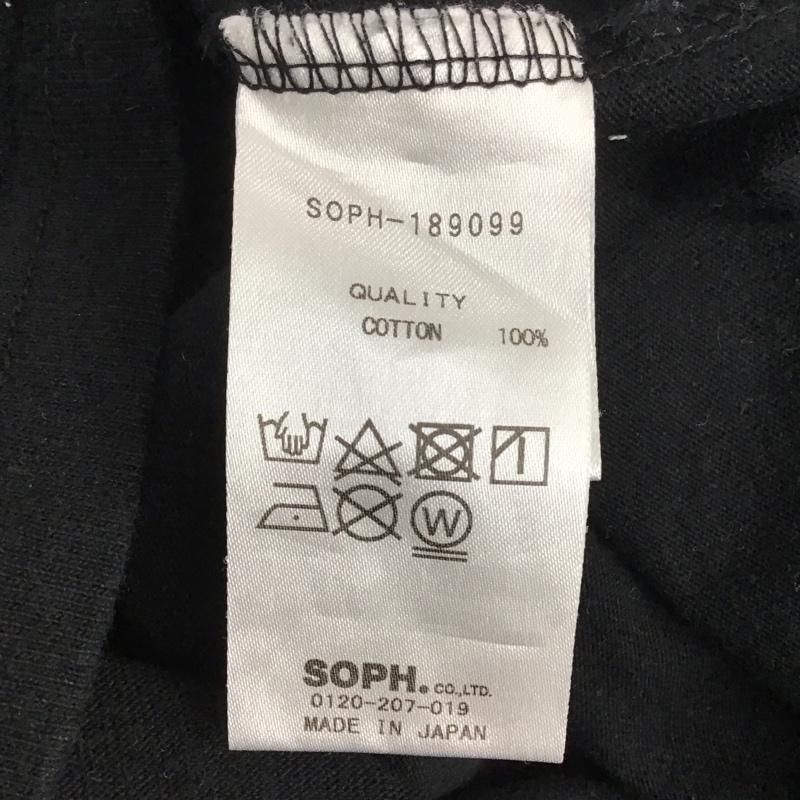 SOPH-189099
QUALITY
COTTON 100%
W
SOPH. CO.,LTD.
0120-207-019
MADE IN JAPAN